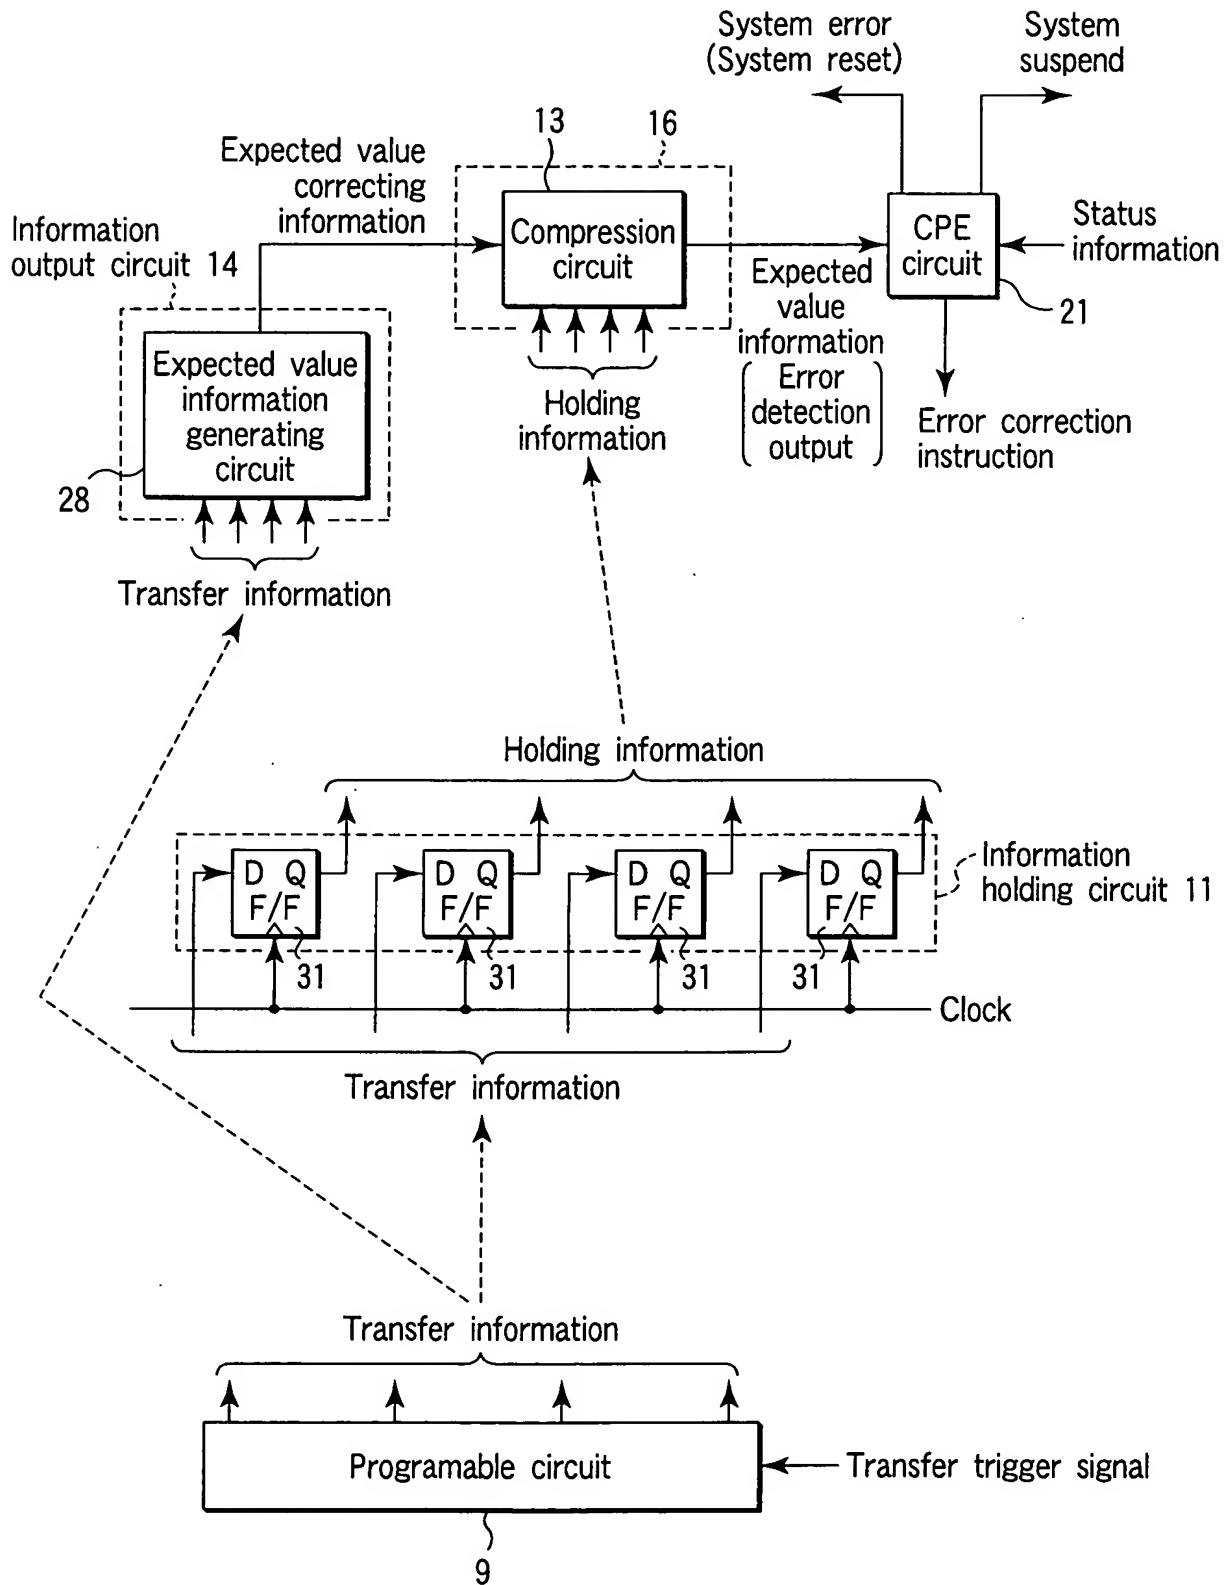 System error
(System reset)
System
suspend
13
16
Expected value
correcting
information
Information
output circuit 14
Compression
circuit
CPE
circuit
Status
information
21
Expected
value
information
Error
detection
output
Expected value
information
generating
circuit
28
Holding
information
Error correction
instruction
Transfer information
Holding information
D Q
F/F
D Q
F/F
D Q
F/F
D Q
F/F
Information
holding circuit 11
31
31
31
31
Clock
Transfer information
Transfer information
Programable circuit
Transfer trigger signal
9